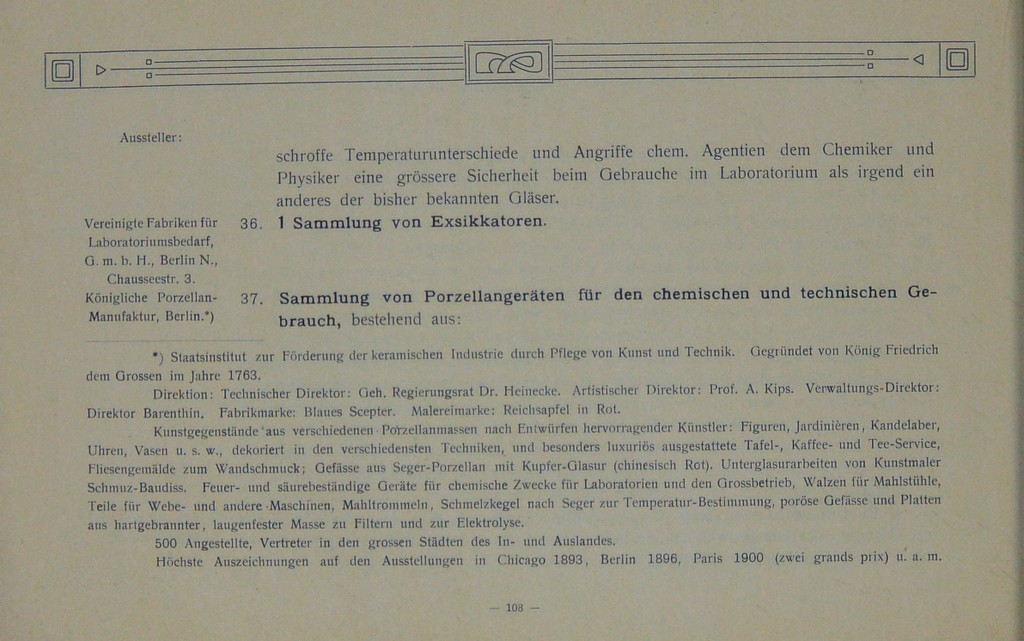 Aussteller:
schroffe Temperaturunterschiede und Angriffe chem. Agentien dem Chemiker und
Physiker eine grössere Sicherheit beim Gebrauche im Laboratorium als irgend ein
anderes der bisher bekannten Gläser.
Vereinigte Fabriken für
Laboratoriumsbedarf,
G. m. b. H., Berlin N.,
Chausseestr. 3.
36. 1 Sammlung von Exsikkatoren.
Königliche Porzellan-
Manufaktur, Berlin.*)
37. Sammlung von Porzellangeräten für den chemischen und technischen Ge-
brauch, bestehend aus:
*) Staatsinstitut zur Förderung der keramischen Industrie durch Pflege von Kunst und Technik. Gegründet von König Friedrich
dem Grossen im Jahre 1763.
Direktion: Technischer Direktor: Geh. Regierungsrat Dr. Heinecke. Artistischer Direktor: Prof. A. Kips. Verwaltungs-Direktor:
Direktor Barenthin. Fabrikmarke: Blaues Scepter. Malereimarke: Reichsapfel in Rot.
Kunstgegenstände aus verschiedenen Porzellanmassen nach Entwürfen hervorragender Künstler: Figuren, Jardinièren, Kandelaber,
Uhren, Vasen u. s. w., dekoriert in den verschiedensten Techniken, und besonders luxuriös ausgestattete Tafel-, Kaffee- und Tee-Service,
Fliesengemälde zum Wandschmuck; Gefässe aus Seger-Porzellan mit Kupfer-Glasur (chinesisch Rot). Unterglasurarbeiten von Kunstmaler
Schmuz-Baudiss. Feuer- und säurebeständige Geräte für chemische Zwecke für Laboratorien und den Grossbetrieb, Walzen für Mahlstühle,
Teile für Webe- und andere Maschinen, Mahltrommeln, Schmelzkegel nach Seger zur Temperatur-Bestimmung, poröse Gefässe und Platten
aus hartgebrannter, laugenfester Masse zu Filtern und zur Elektrolyse.
500 Angestellte, Vertreter in den grossen Städten des In- und Auslandes.
Höchste Auszeichnungen auf den Ausstellungen in Chicago 1893, Berlin 1896, Paris 1900 (zwei grands prix) u. a. m.
— 108 —